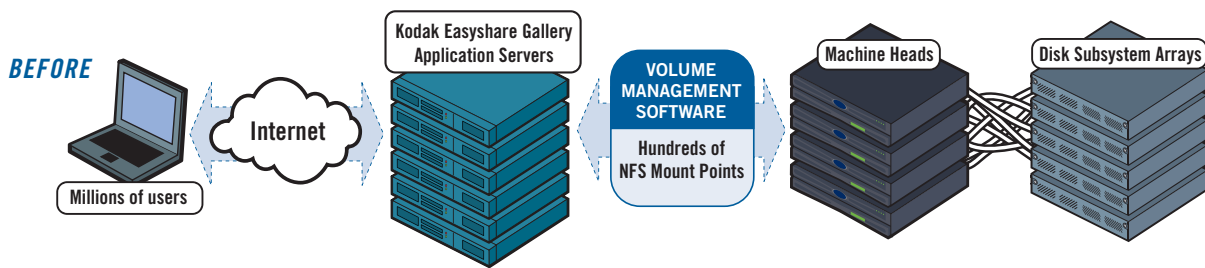 BEFORE
Millions of users
Internet
Kodak Easyshare Gallery
Application Servers
VOLUME
MANAGEMENT
SOFTWARE
Hundreds of
NFS Mount Points
Machine Heads
Disk Subsystem Arrays